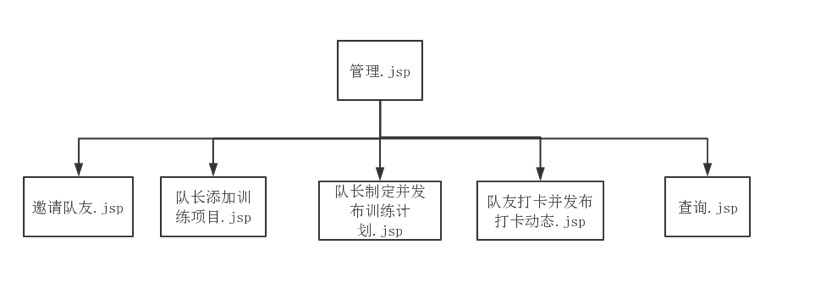 管理.jsp
邀请队友.jsp
队长添加训
练项目.jsp
队长制定并发
布训练计
划.jsp
队友打卡并发布
打卡动态.jsp
查询.jsp